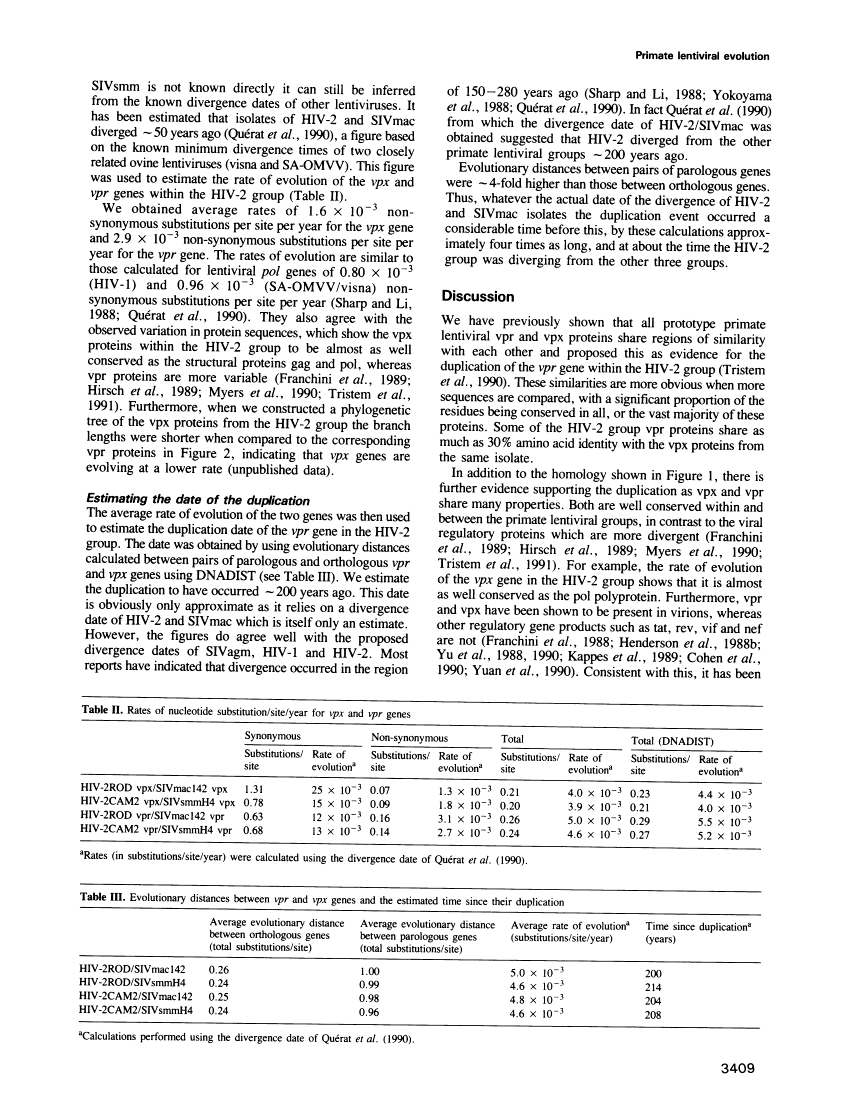 Primate lentiviral evolution
SIVsmm is not known directly it can still be inferred
from the known divergence dates of other lentiviruses. It
has been estimated that isolates of HIV-2 and SIVmac
diverged ~50 years ago (Quérat et al., 1990), a figure based
on the known minimum divergence times of two closely
related ovine lentiviruses (visna and SA-OMVV). This figure
was used to estimate the rate of evolution of the vpx and
vpr genes within the HIV-2 group (Table II).
We obtained average rates of 1.6 × 10⁻³ non-
synonymous substitutions per site per year for the vpx gene
and 2.9 × 10⁻³ non-synonymous substitutions per site per
year for the vpr gene. The rates of evolution are similar to
those calculated for lentiviral pol genes of 0.80 × 10⁻³
(HIV-1) and 0.96 × 10⁻³ (SA-OMVV/visna) non-
synonymous substitutions per site per year (Sharp and Li,
1988; Quérat et al., 1990). They also agree with the
observed variation in protein sequences, which show the vpx
proteins within the HIV-2 group to be almost as well
conserved as the structural proteins gag and pol, whereas
vpr proteins are more variable (Franchini et al., 1989;
Hirsch et al., 1989; Myers et al., 1990; Tristem et al.,
1991). Furthermore, when we constructed a phylogenetic
tree of the vpx proteins from the HIV-2 group the branch
lengths were shorter when compared to the corresponding
vpr proteins in Figure 2, indicating that vpx genes are
evolving at a lower rate (unpublished data).
Estimating the date of the duplication
The average rate of evolution of the two genes was then used
to estimate the duplication date of the vpr gene in the HIV-2
group. The date was obtained by using evolutionary distances
calculated between pairs of parologous and orthologous vpr
and vpx genes using DNADIST (see Table III). We estimate
the duplication to have occurred ~200 years ago. This date
is obviously only approximate as it relies on a divergence
date of HIV-2 and SIVmac which is itself only an estimate.
However, the figures do agree well with the proposed
divergence dates of SIVagm, HIV-1 and HIV-2. Most
reports have indicated that divergence occurred in the region
of 150–280 years ago (Sharp and Li, 1988; Yokoyama
et al., 1988; Quérat et al., 1990). In fact Quérat et al. (1990)
from which the divergence date of HIV-2/SIVmac was
obtained suggested that HIV-2 diverged from the other
primate lentiviral groups ~200 years ago.
Evolutionary distances between pairs of parologous genes
were ~4-fold higher than those between orthologous genes.
Thus, whatever the actual date of the divergence of HIV-2
and SIVmac isolates the duplication event occurred a
considerable time before this, by these calculations approx-
imately four times as long, and at about the time the HIV-2
group was diverging from the other three groups.
Discussion
We have previously shown that all prototype primate
lentiviral vpr and vpx proteins share regions of similarity
with each other and proposed this as evidence for the
duplication of the vpr gene within the HIV-2 group (Tristem
et al., 1990). These similarities are more obvious when more
sequences are compared, with a significant proportion of the
residues being conserved in all, or the vast majority of these
proteins. Some of the HIV-2 group vpr proteins share as
much as 30% amino acid identity with the vpx proteins from
the same isolate.
In addition to the homology shown in Figure 1, there is
further evidence supporting the duplication as vpx and vpr
share many properties. Both are well conserved within and
between the primate lentiviral groups, in contrast to the viral
regulatory proteins which are more divergent (Franchini
et al., 1989; Hirsch et al., 1989; Myers et al., 1990;
Tristem et al., 1991). For example, the rate of evolution
of the vpx gene in the HIV-2 group shows that it is almost
as well conserved as the pol polyprotein. Furthermore, vpr
and vpx have been shown to be present in virions, whereas
other regulatory gene products such as tat, rev, vif and nef
are not (Franchini et al., 1988; Henderson et al., 1988b;
Yu et al., 1988, 1990; Kappes et al., 1989; Cohen et al.,
1990; Yuan et al., 1990). Consistent with this, it has been
Table II. Rates of nucleotide substitution/site/year for vpx and vpr genes
Synonymous Non-synonymous Total Total (DNADIST)
Substitutions/ Rate of Substitutions/ Rate of Substitutions/ Rate of Substitutions/ Rate of
site evolutionᵃ site evolutionᵃ site evolutionᵃ site evolutionᵃ
HIV-2ROD vpx/SIVmac142 vpx 1.31 25 × 10⁻³ 0.07 1.3 × 10⁻³ 0.21 4.0 × 10⁻³ 0.23 4.4 × 10⁻³
HIV-2CAM2 vpx/SIVsmmH4 vpx 0.78 15 × 10⁻³ 0.09 1.8 × 10⁻³ 0.20 3.9 × 10⁻³ 0.21 4.0 × 10⁻³
HIV-2ROD vpr/SIVmac142 vpr 0.63 12 × 10⁻³ 0.16 3.1 × 10⁻³ 0.26 5.0 × 10⁻³ 0.29 5.5 × 10⁻³
HIV-2CAM2 vpr/SIVsmmH4 vpr 0.68 13 × 10⁻³ 0.14 2.7 × 10⁻³ 0.24 4.6 × 10⁻³ 0.27 5.2 × 10⁻³
ᵃRates (in substitutions/site/year) were calculated using the divergence date of Quérat et al. (1990).
Table III. Evolutionary distances between vpr and vpx genes and the estimated time since their duplication
Average evolutionary distance Average evolutionary distance Average rate of evolutionᵃ Time since duplicationᵃ
between orthologous genes between parologous genes (substitutions/site/year) (years)
(total substitutions/site) (total substitutions/site)
HIV-2ROD/SIVmac142 0.26 1.00 5.0 × 10⁻³ 200
HIV-2ROD/SIVsmmH4 0.24 0.99 4.6 × 10⁻³ 214
HIV-2CAM2/SIVmac142 0.25 0.98 4.8 × 10⁻³ 204
HIV-2CAM2/SIVsmmH4 0.24 0.96 4.6 × 10⁻³ 208
ᵃCalculations performed using the divergence date of Quérat et al. (1990).
3409